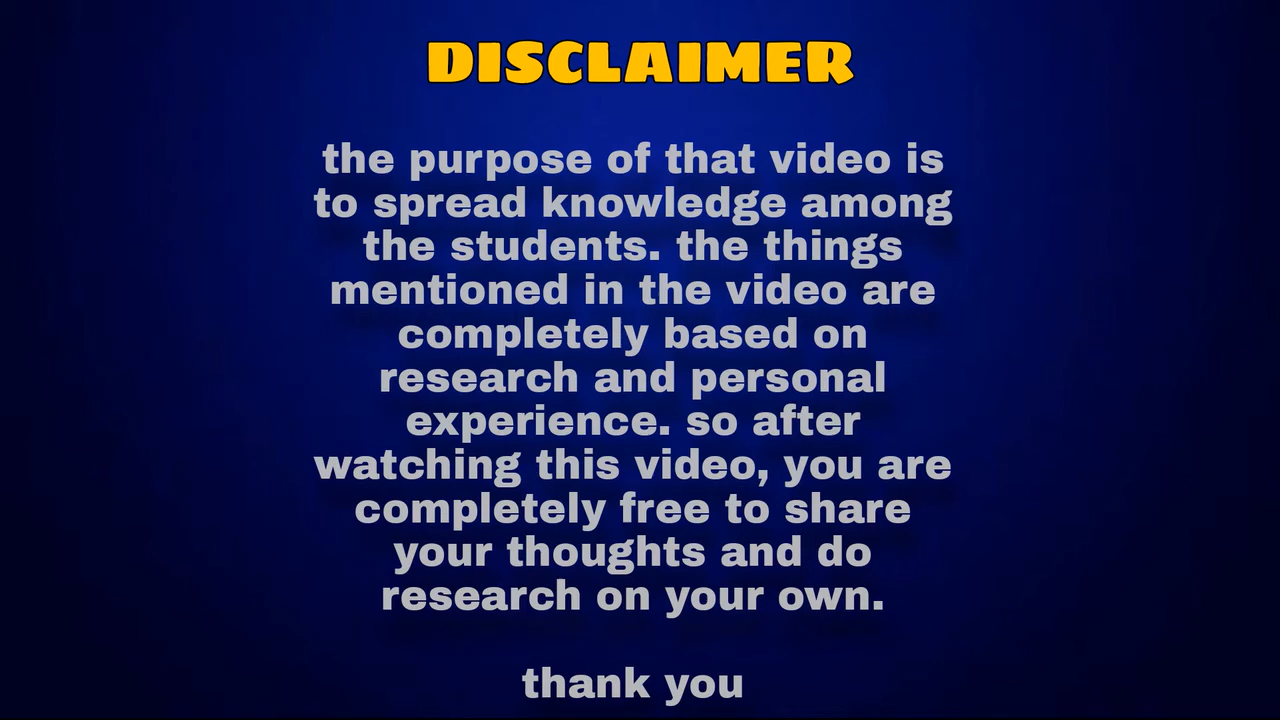 DISCLAIMER
the purpose of that video is
to spread knowledge among
the students. the things
mentioned in the video are
completely based on
research and personal
experience. so after
watching this video, you are
completely free to share
your thoughts and do
research on your own.
thank you